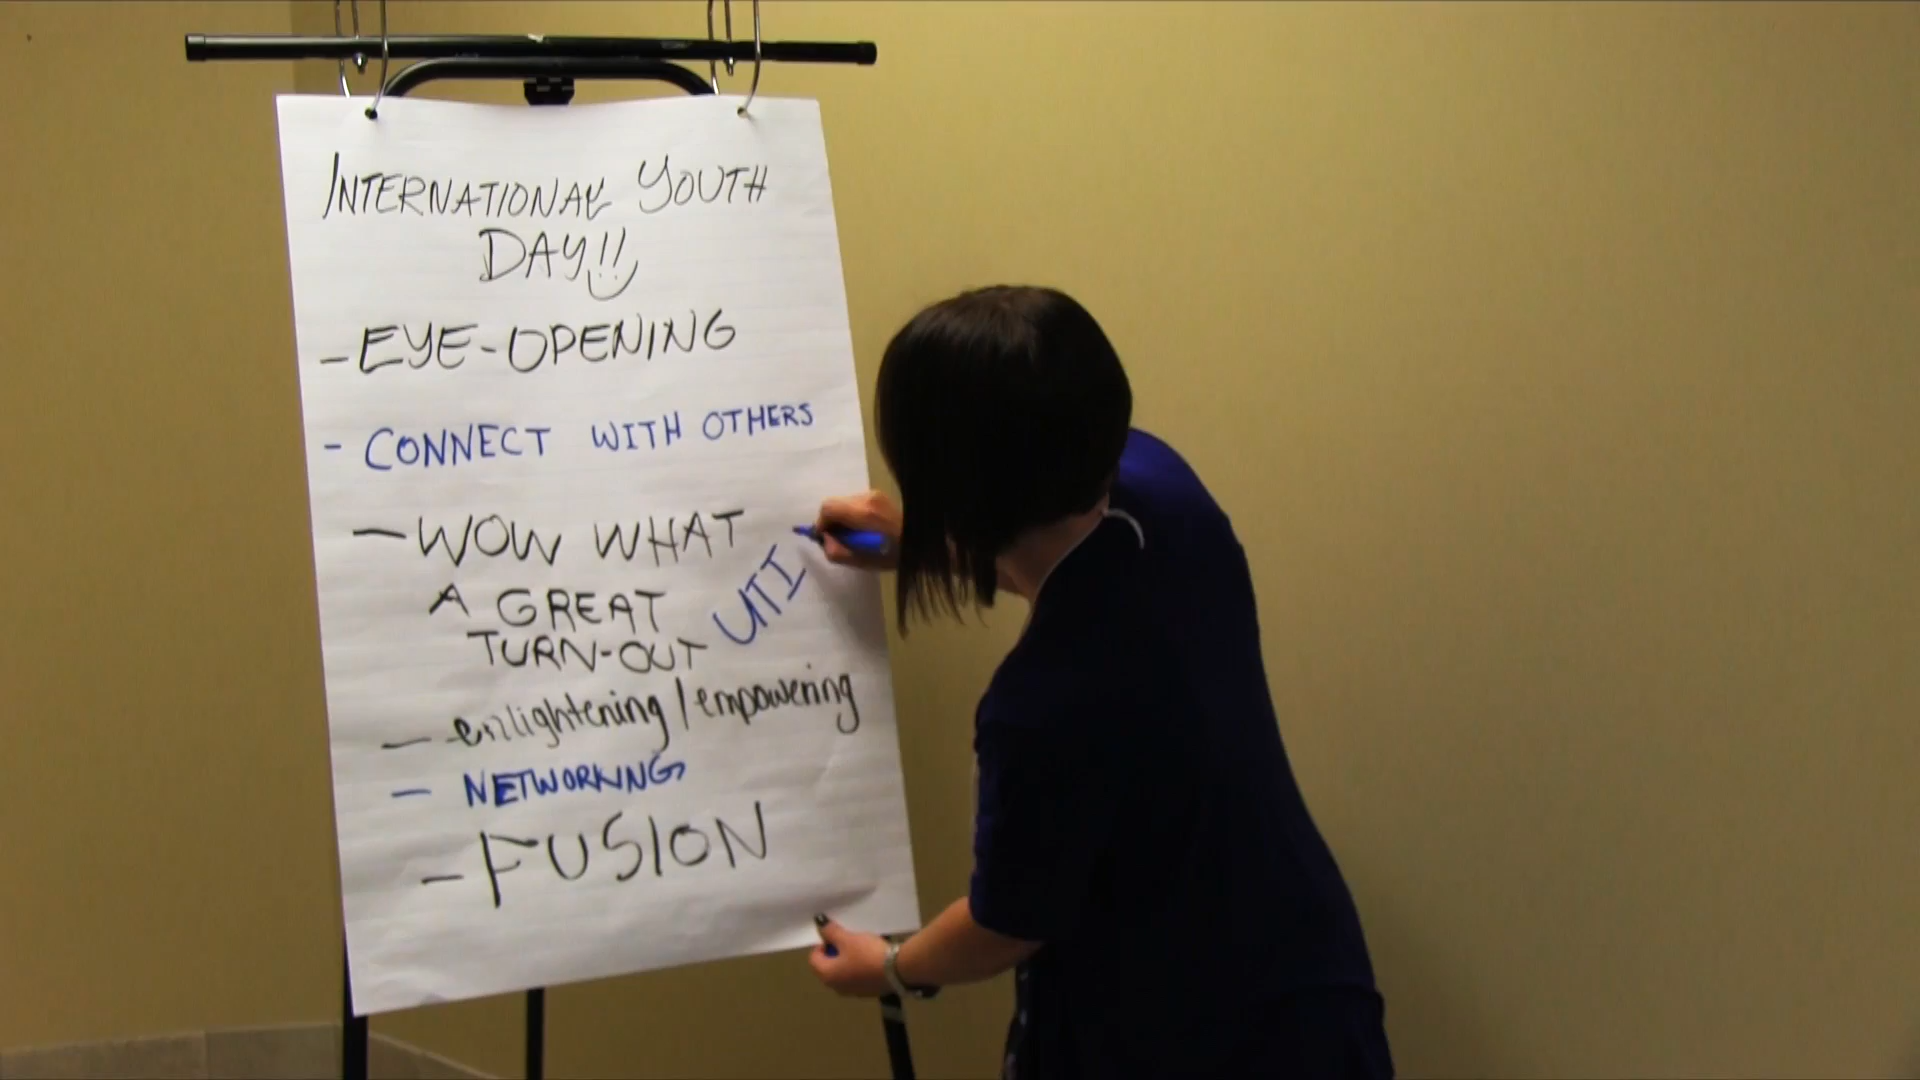 INTERNATIONAL YOUTH
DAY!!
- EYE-OPENING
- CONNECT WITH OTHERS
- WOW WHAT
A GREAT
TURN-OUT
UTI
- enlightening/empowering
- NETWORKING
- FUSION